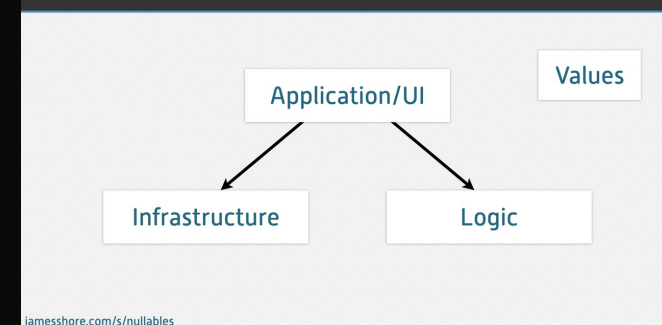 Values
Application/UI
Infrastructure
Logic
jamesshore.com/s/nullables